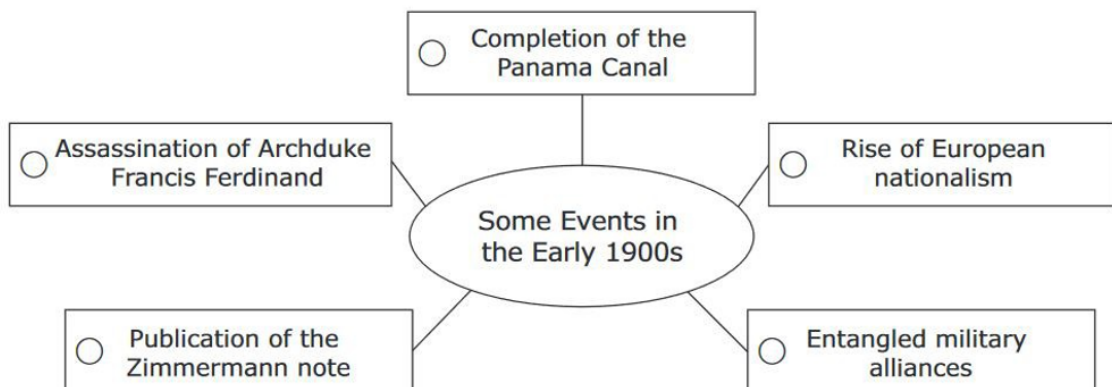 Completion of the
Panama Canal
Assassination of Archduke
Francis Ferdinand
Rise of European
nationalism
Some Events in
the Early 1900s
Publication of the
Zimmermann note
Entangled military
alliances